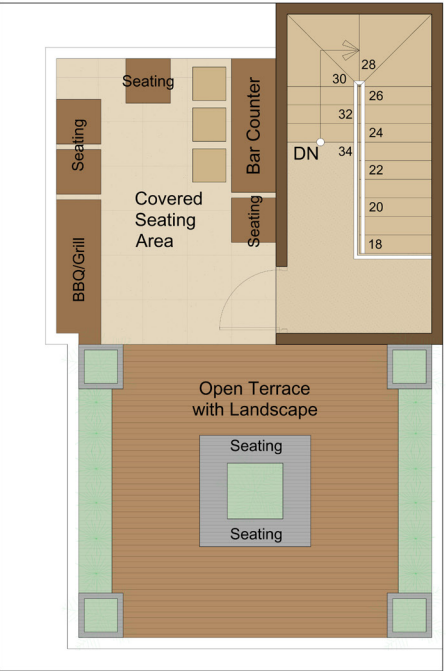 28
30
Seating
26
Bar Counter
32
Seating
24
DN
34
22
Covered
Seating
Area
20
Seating
18
BBQ/Grill
Open Terrace
with Landscape
Seating
Seating